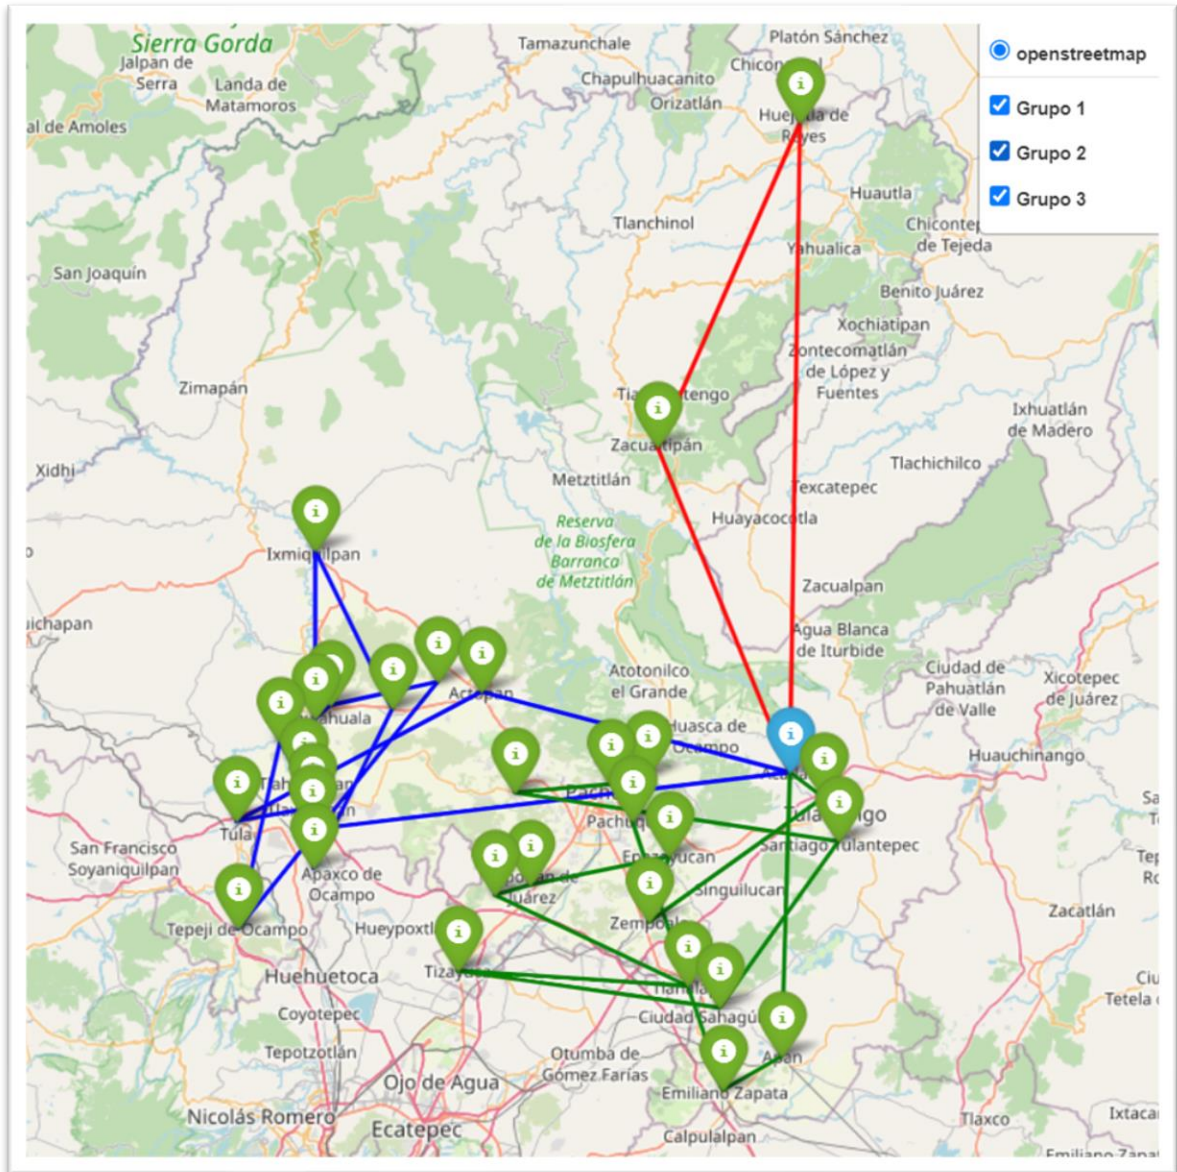 Sierra Gorda
Jalpan de
Serra
Landa de
Matamoros
al de Amoles
Tamazunchale
Platón Sánchez
Chapulhuacanito
Orizatlán
openstreetmap
Grupo 1
Grupo 2
Grupo 3
Huautla
Tlanchinol
Yahualica
de Tejeda
San Joaquín
Benito Juárez
Xochiatipan
Zontecomatlán
de López y
Fuentes
Zimapán
Ixhuatlán
de Madero
Xidhi
Metztitlán
Tlachichilco
Texcatepec
Huayacocotla
Reserva
de la Biosfera
Barranca
de Metztitlán
Zacualpan
Agua Blanca
de Iturbide
Atotonilco
el Grande
Ciudad de
Pahuatlán
de Valle
Xicotepec
de Juárez
Actopan
Huasca de
Ocampo
Huauchinango
Tula
San Francisco
Soyaniquilpan
Apaxco de
Ocampo
Santiago Tulantepec
Singuilucan
Zacatlán
Tepeji de Ocampo
Huehuetoca
Coyotepec
Tepotzotlán
Otumba de
Gómez Farías
Ojo de Agua
Emiliano Zapata
Nicolás Romero
Ecatepec
Calpulalpan
Tlaxco